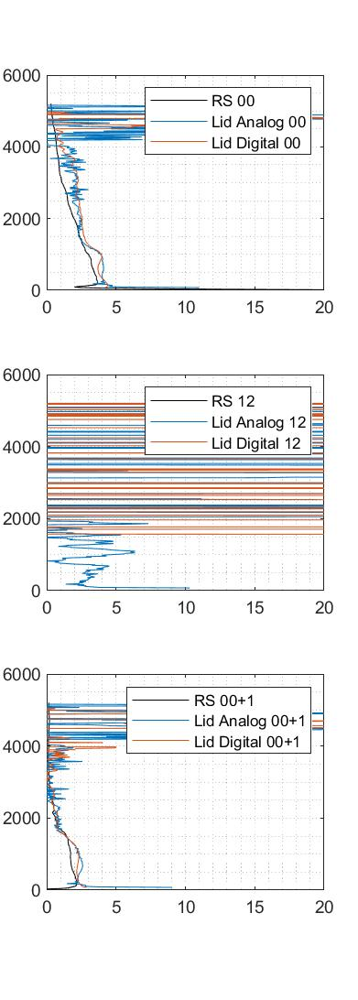 6000
RS 00
Lid Analog 00
4000
Lid Digital 00
2000
0
0 5 10 15 20
6000
RS 12
Lid Analog 12
4000
Lid Digital 12
2000
0
0 5 10 15 20
6000
RS 00+1
Lid Analog 00+1
4000
Lid Digital 00+1
2000
0
0 5 10 15 20